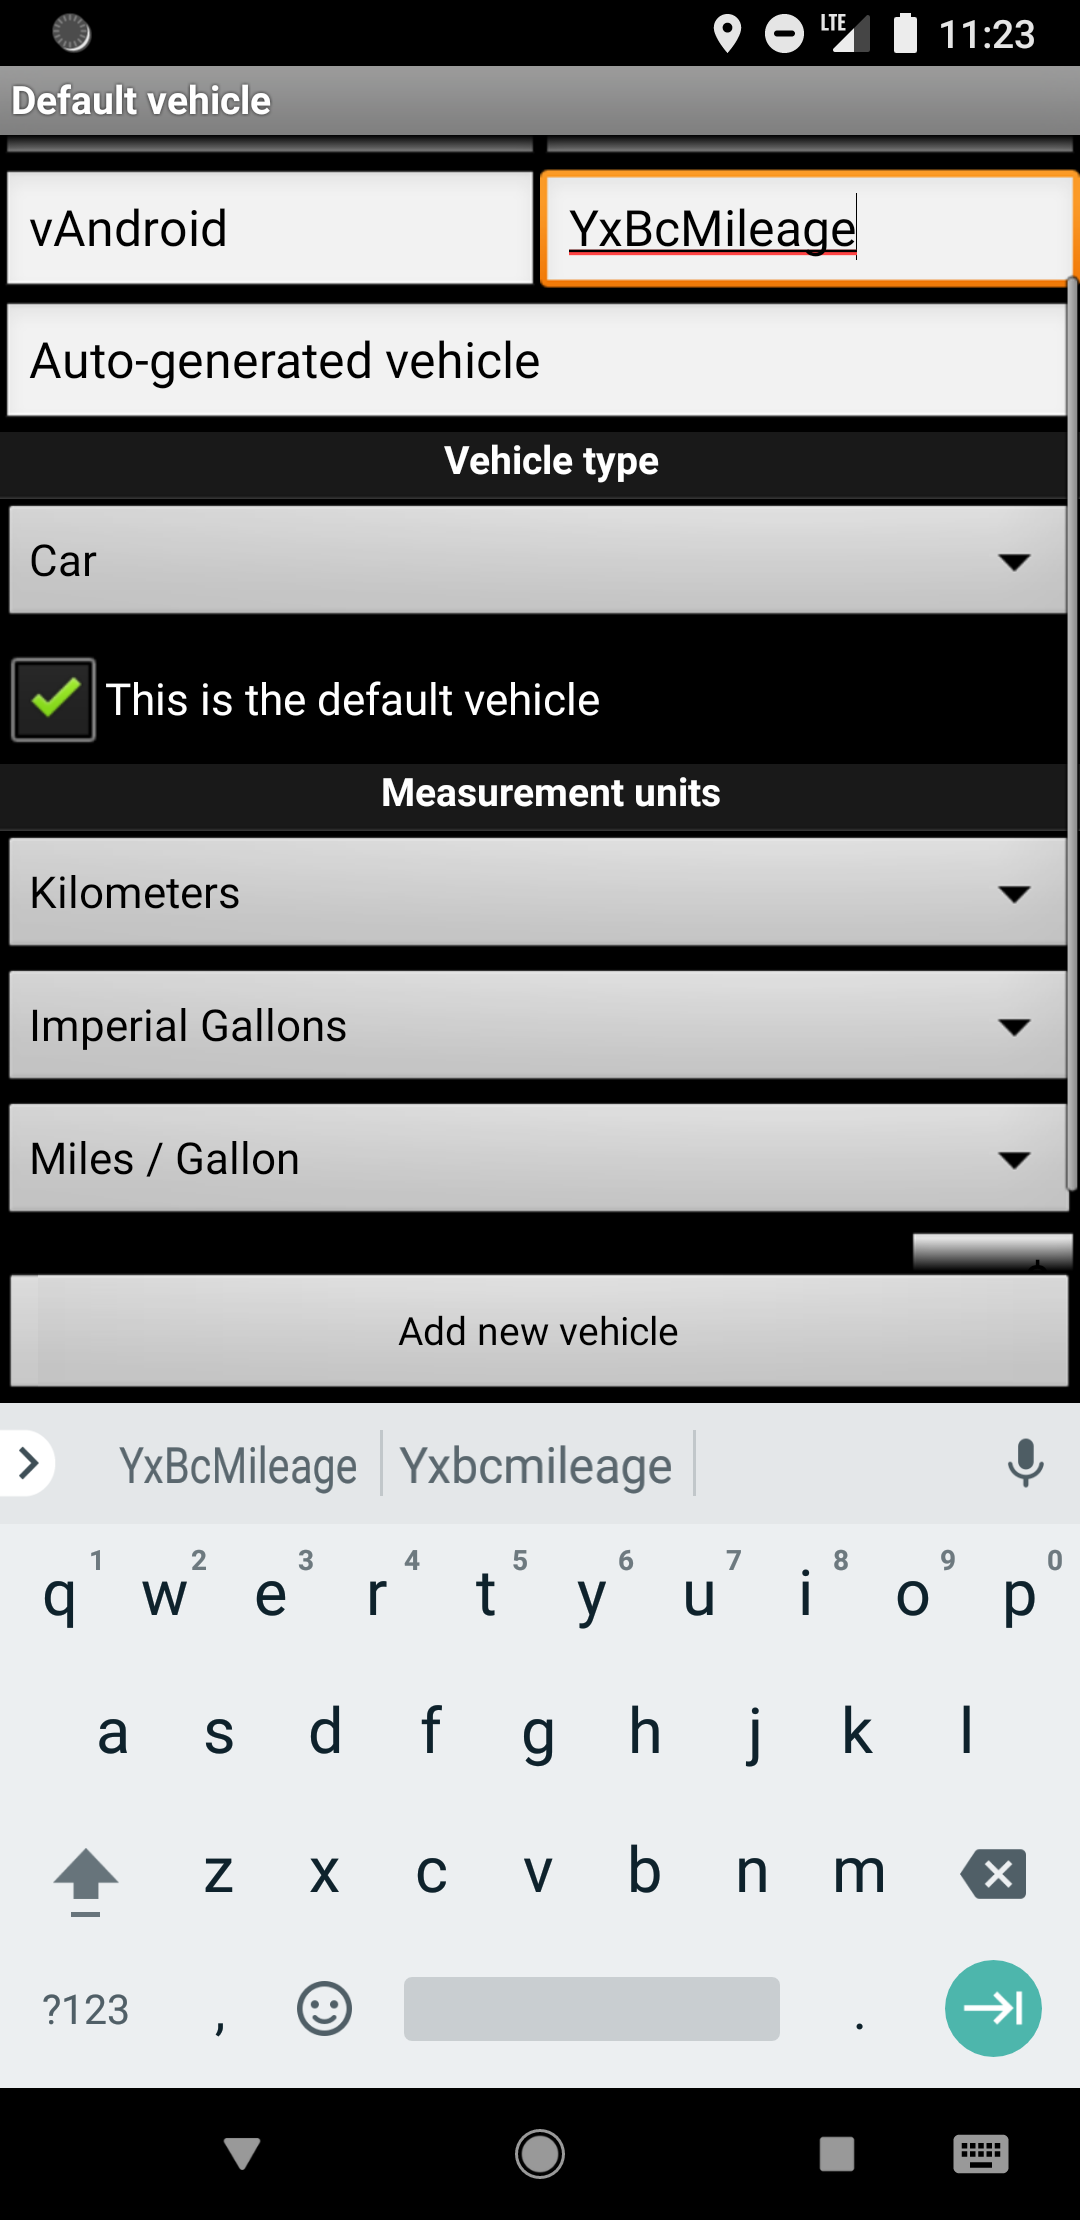 LTE 11:23
Default vehicle
vAndroid YxBcMileage
Auto-generated vehicle
Vehicle type
Car
This is the default vehicle
Measurement units
Kilometers
Imperial Gallons
Miles / Gallon
Add new vehicle
YxBcMileage Yxbcmileage
1 2 3 4 5 6 7 8 9 0
q w e r t y u i o p
a s d f g h j k l
z x c v b n m
?123 , .